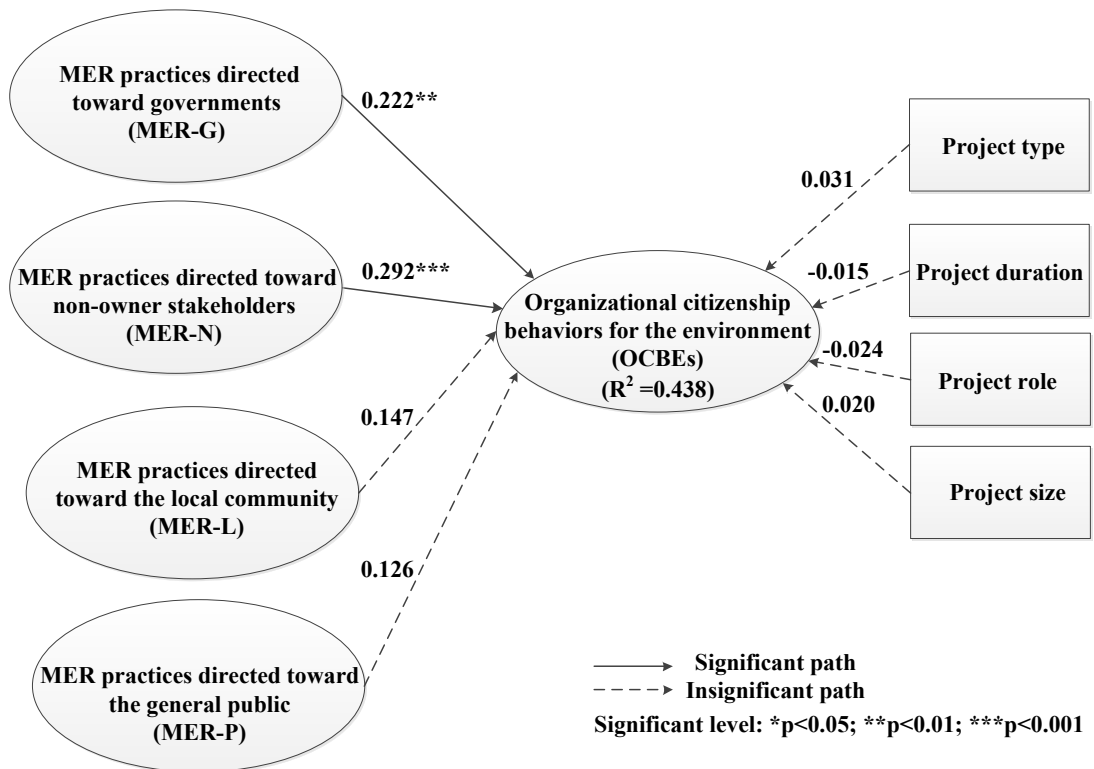 MER practices directed
toward governments
(MER-G)
0.222**
MER practices directed toward
non-owner stakeholders
(MER-N)
0.292***
MER practices directed
toward the local community
(MER-L)
0.147
MER practices directed toward
the general public
(MER-P)
0.126
Organizational citizenship
behaviors for the environment
(OCBEs)
(R² =0.438)
0.031
Project type
-0.015
Project duration
-0.024
Project role
0.020
Project size
Significant path
Insignificant path
Significant level: *p<0.05; **p<0.01; ***p<0.001